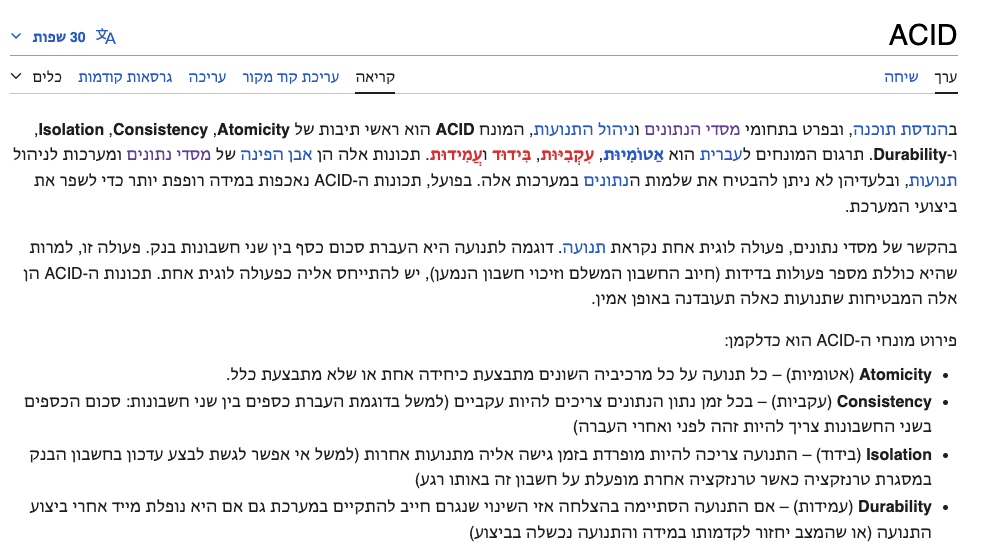 ACID
30 שפות
ערך
שיחה
קריאה
עריכת קוד מקור
עריכה
גרסאות קודמות
כלים
בהנדסת תוכנה, ובפרט בתחומי מסדי הנתונים וניהול התנועות, המונח ACID הוא ראשי תיבות של Atomicity,‏ Consistency,‏ Isolation,
ו-Durability. תרגום המונחים לעברית הוא אֲטוֹמִיּוּת, עִקְבִיּוּת, בִּידוּד ועֲמִידוּת. תכונות אלה הן אבן הפינה של מסדי נתונים ומערכות לניהול
תנועות, ובלעדיהן לא ניתן להבטיח את שלמות הנתונים במערכות אלה. בפועל, תכונות ה-ACID נאכפות במידה רופפת יותר כדי לשפר את
ביצועי המערכת.
בהקשר של מסדי נתונים, פעולה לוגית אחת נקראת תנועה. דוגמה לתנועה היא העברת סכום כסף בין שני חשבונות בנק. פעולה זו, למרות
שהיא כוללת מספר פעולות בדידות (חיוב החשבון המשלם וזיכוי חשבון הנמען), יש להתייחס אליה כפעולה לוגית אחת. תכונות ה-ACID הן
אלה המבטיחות שתנועות כאלה תעובדנה באופן אמין.
פירוט מונחי ה-ACID הוא כדלקמן:
• Atomicity (אטומיות) – כל תנועה על כל מרכיביה השונים מתבצעת כיחידה אחת או שלא מתבצעת כלל.
• Consistency (עקביות) – בכל זמן נתון הנתונים צריכים להיות עקביים (למשל בדוגמת העברת כספים בין שני חשבונות: סכום הכספים
בשני החשבונות צריך להיות זהה לפני ואחרי העברה)
• Isolation (בידוד) – התנועה צריכה להיות מופרדת בזמן גישה אליה מתנועות אחרות (למשל אי אפשר לגשת לבצע עדכון בחשבון הבנק
במסגרת טרנזקציה כאשר טרנזקציה אחרת מופעלת על חשבון זה באותו רגע)
• Durability (עמידות) – אם התנועה הסתיימה בהצלחה אזי השינוי שנגרם חייב להתקיים במערכת גם אם היא נופלת מייד אחרי ביצוע
התנועה (או שהמצב יחזור לקדמותו במידה והתנועה נכשלה בביצוע)